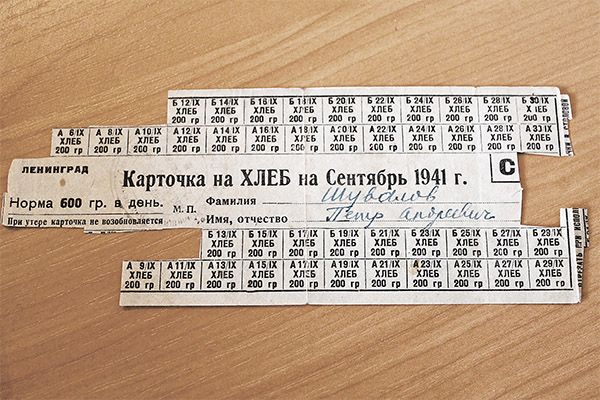 Б 12/IX Б 14/IX Б 16/IX Б 18/IX Б 20/IX Б 22/IX Б 24/IX Б 26/IX Б 28/IX Б 30/IX
ХЛЕБ ХЛЕБ ХЛЕБ ХЛЕБ ХЛЕБ ХЛЕБ ХЛЕБ ХЛЕБ ХЛЕБ ХЛЕБ
200 гр 200 гр 200 гр 200 гр 200 гр 200 гр 200 гр 200 гр 200 гр 200 гр
А 6/IX А 8/IX А 10/IX А 12/IX А 14/IX А 16/IX А 18/IX А 20/IX А 22/IX А 24/IX А 26/IX А 28/IX А 30/IX
ХЛЕБ ХЛЕБ ХЛЕБ ХЛЕБ ХЛЕБ ХЛЕБ ХЛЕБ ХЛЕБ ХЛЕБ ХЛЕБ ХЛЕБ ХЛЕБ ХЛЕБ
200 гр 200 гр 200 гр 200 гр 200 гр 200 гр 200 гр 200 гр 200 гр 200 гр 200 гр 200 гр 200 гр
В СТОЛОВОЙ
ЛЕНИНГРАД
Карточка на ХЛЕБ на Сентябрь 1941 г.
С
Норма 600 гр. в день.
М. П.
Фамилия Шувалов
При утере карточка не возобновляется
Имя, отчество Петр Андреевич
Б 13/IX Б 15/IX Б 17/IX Б 19/IX Б 21/IX Б 23/IX Б 25/IX Б 27/IX Б 29/IX
ХЛЕБ ХЛЕБ ХЛЕБ ХЛЕБ ХЛЕБ ХЛЕБ ХЛЕБ ХЛЕБ ХЛЕБ
200 гр 200 гр 200 гр 200 гр 200 гр 200 гр 200 гр 200 гр 200 гр
А 9/IX А 11/IX А 13/IX А 15/IX А 17/IX А 19/IX А 21/IX А 23/IX А 25/IX А 27/IX А 29/IX
ХЛЕБ ХЛЕБ ХЛЕБ ХЛЕБ ХЛЕБ ХЛЕБ ХЛЕБ ХЛЕБ ХЛЕБ ХЛЕБ ХЛЕБ
200 гр 200 гр 200 гр 200 гр 200 гр 200 гр 200 гр 200 гр 200 гр 200 гр 200 гр
ОТРЕЗАТЬ ПРИ ИСПОЛ